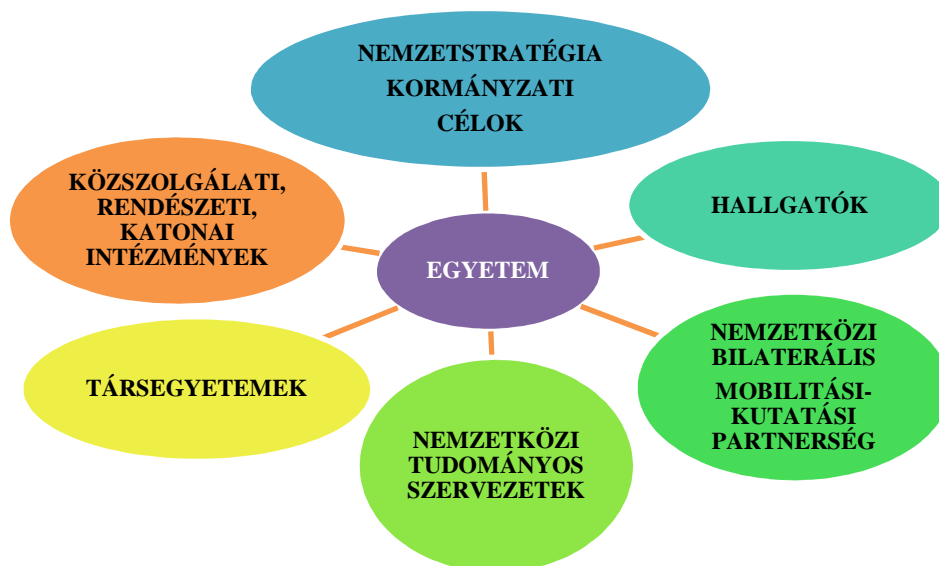 NEMZETSTRATÉGIA
KORMÁNYZATI
CÉLOK
KÖZSZOLGÁLATI,
RENDÉSZETI,
KATONAI
INTÉZMÉNYEK
HALLGATÓK
EGYETEM
TÁRSEGYETEMEK
NEMZETKÖZI
BILATERÁLIS
MOBILITÁSI-
KUTATÁSI
PARTNERSÉG
NEMZETKÖZI
TUDOMÁNYOS
SZERVEZETEK